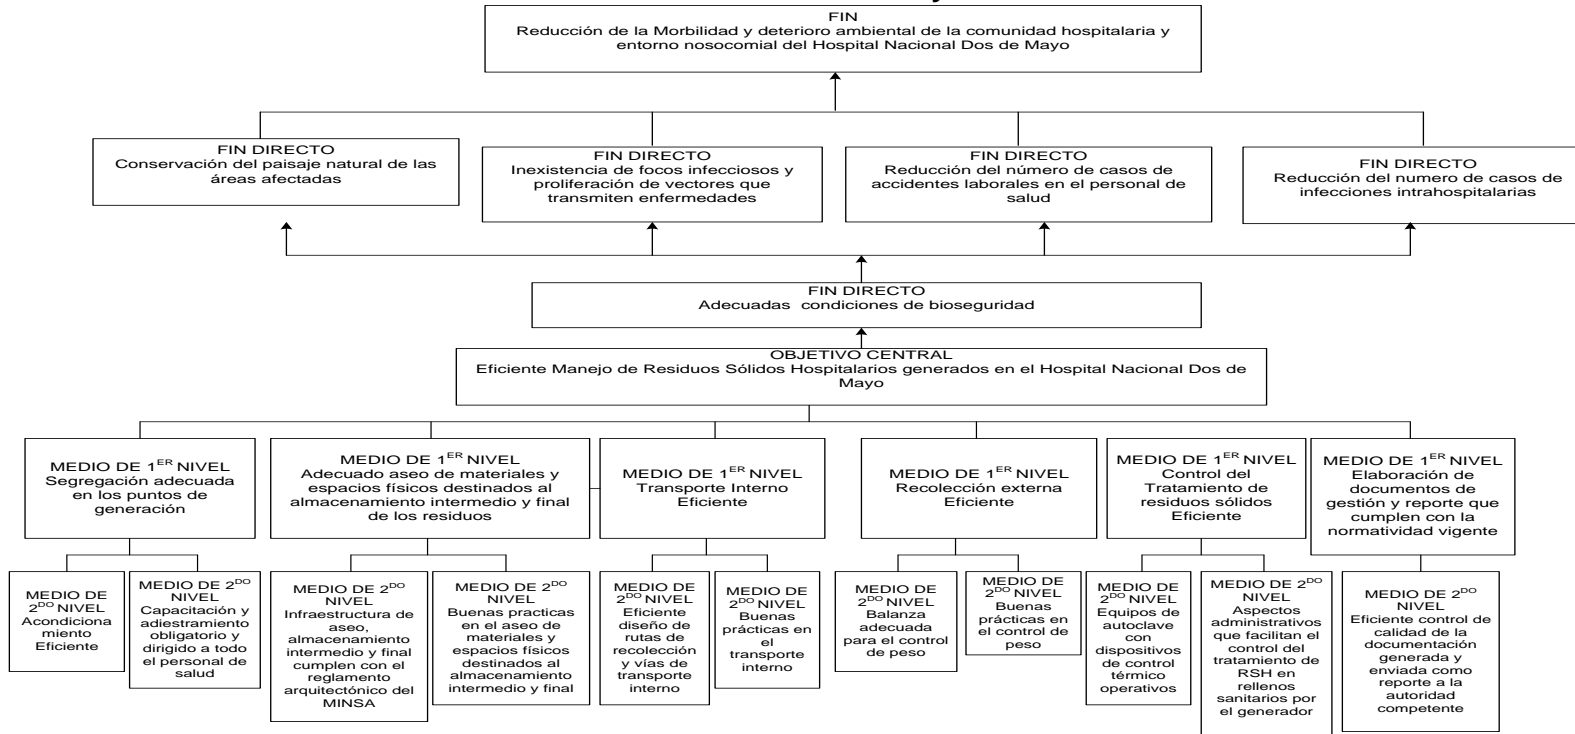 FIN
Reducción de la Morbilidad y deterioro ambiental de la comunidad hospitalaria y
entorno nosocomial del Hospital Nacional Dos de Mayo
FIN DIRECTO
Conservación del paisaje natural de las
áreas afectadas
FIN DIRECTO
Inexistencia de focos infecciosos y
proliferación de vectores que
transmiten enfermedades
FIN DIRECTO
Reducción del número de casos de
accidentes laborales en el personal de
salud
FIN DIRECTO
Reducción del numero de casos de
infecciones intrahospitalarias
FIN DIRECTO
Adecuadas condiciones de bioseguridad
OBJETIVO CENTRAL
Eficiente Manejo de Residuos Sólidos Hospitalarios generados en el Hospital Nacional Dos de
Mayo
MEDIO DE 1ER NIVEL
Segregación adecuada
en los puntos de
generación
MEDIO DE 1ER NIVEL
Adecuado aseo de materiales y
espacios físicos destinados al
almacenamiento intermedio y final
de los residuos
MEDIO DE 1ER NIVEL
Transporte Interno
Eficiente
MEDIO DE 1ER NIVEL
Recolección externa
Eficiente
MEDIO DE 1ER NIVEL
Control del
Tratamiento de
residuos sólidos
Eficiente
MEDIO DE 1ER NIVEL
Elaboración de
documentos de
gestión y reporte que
cumplen con la
normatividad vigente
MEDIO DE
2DO NIVEL
Acondiciona
miento
Eficiente
MEDIO DE 2DO
NIVEL
Capacitación y
adiestramiento
obligatorio y
dirigido a todo
el personal de
salud
MEDIO DE 2DO
NIVEL
Infraestructura de
aseo,
almacenamiento
intermedio y final
cumplen con el
reglamento
arquitectónico del
MINSA
MEDIO DE 2DO
NIVEL
Buenas practicas
en el aseo de
materiales y
espacios físicos
destinados al
almacenamiento
intermedio y final
MEDIO DE
2DO NIVEL
Eficiente
diseño de
rutas de
recolección
y vías de
transporte
interno
MEDIO DE
2DO NIVEL
Buenas
prácticas en
el
transporte
interno
MEDIO DE
2DO NIVEL
Balanza
adecuada
para el control
de peso
MEDIO DE
2DO NIVEL
Buenas
prácticas en
el control de
peso
MEDIO DE
2DO NIVEL
Equipos de
autoclave
con
dispositivos
de control
térmico
operativos
MEDIO DE 2DO
NIVEL
Aspectos
administrativos
que facilitan el
control del
tratamiento de
RSH en
rellenos
sanitarios por
el generador
MEDIO DE 2DO
NIVEL
Eficiente control de
calidad de la
documentación
generada y
enviada como
reporte a la
autoridad
competente